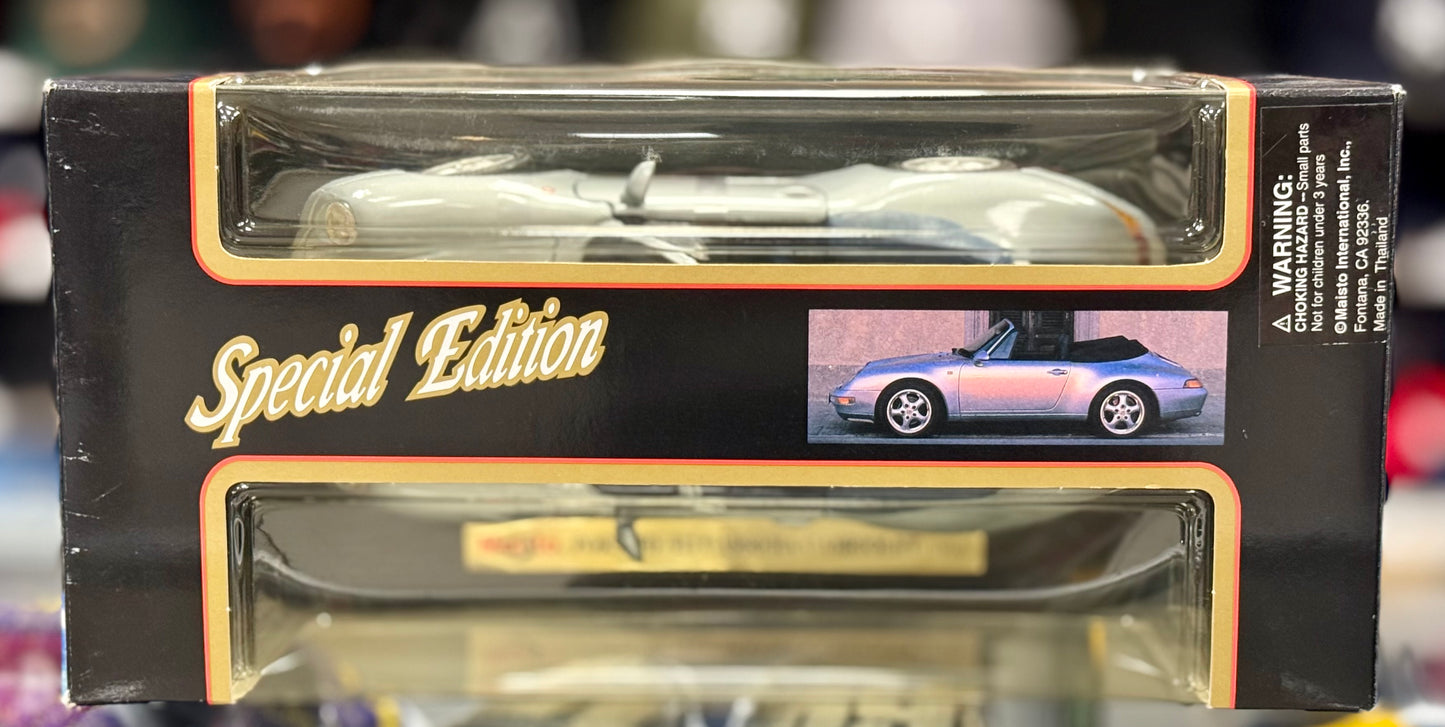 Special Edition
⚠ WARNING:
CHOKING HAZARD – Small parts
Not for children under 3 years
©Maisto International, Inc.,
Fontana, CA 92336.
Made in Thailand